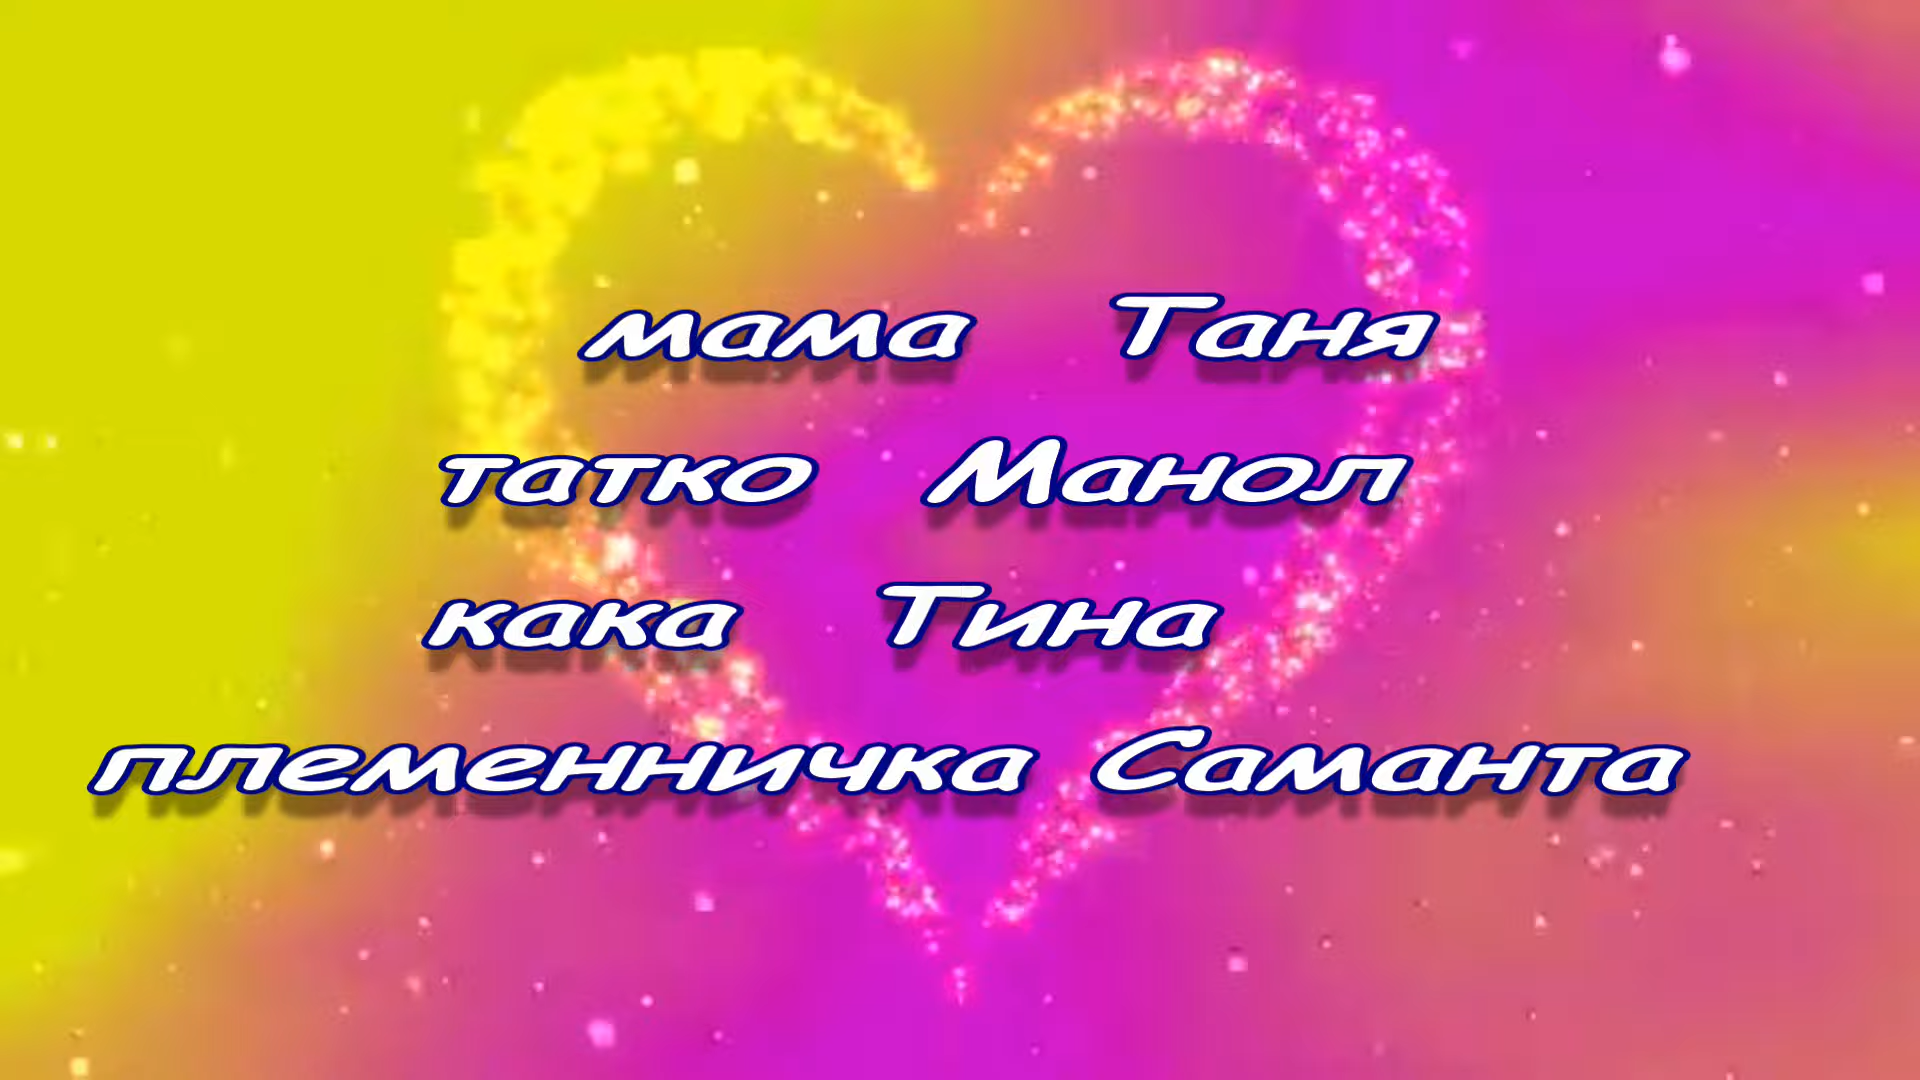 мама Таня
татко Манол
кака Тина
племенничка Саманта